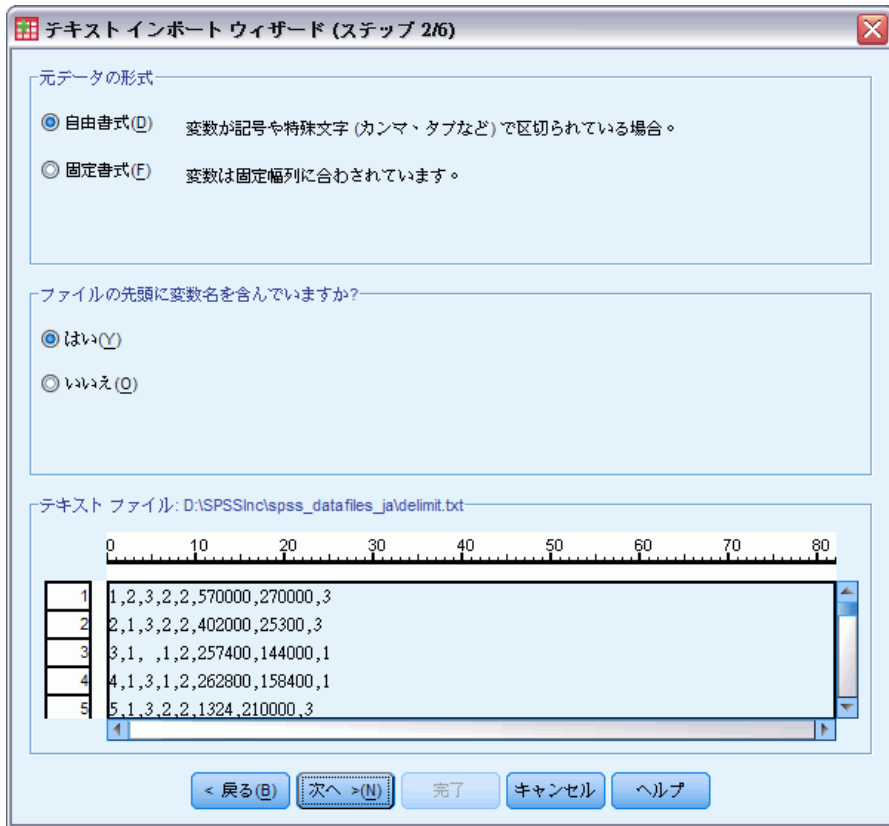 テキスト インポート ウィザード (ステップ 2/6)
元データの形式
自由書式(D) 変数が記号や特殊文字 (カンマ、タブなど) で区切られている場合。
固定書式(F) 変数は固定幅列に合わされています。
ファイルの先頭に変数名を含んでいますか?
はい(Y)
いいえ(O)
テキスト ファイル: D:\SPSSInc\spss_datafiles_ja\delimit.txt
0 10 20 30 40 50 60 70 80
1 1,2,3,2,2,570000,270000,3
2 2,1,3,2,2,402000,25300,3
3 3,1, ,1,2,257400,144000,1
4 4,1,3,1,2,262800,158400,1
5 5,1,3,2,2,1324,210000,3
< 戻る(B) 次へ >(N) 完了 キャンセル ヘルプ